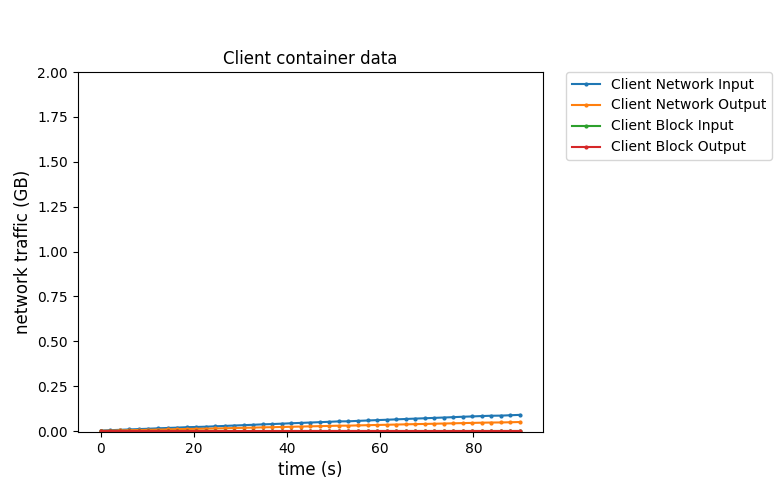 Client container data
2.00
1.75
1.50
1.25
1.00
0.75
0.50
0.25
0.00
network traffic (GB)
0
20
40
60
80
time (s)
Client Network Input
Client Network Output
Client Block Input
Client Block Output